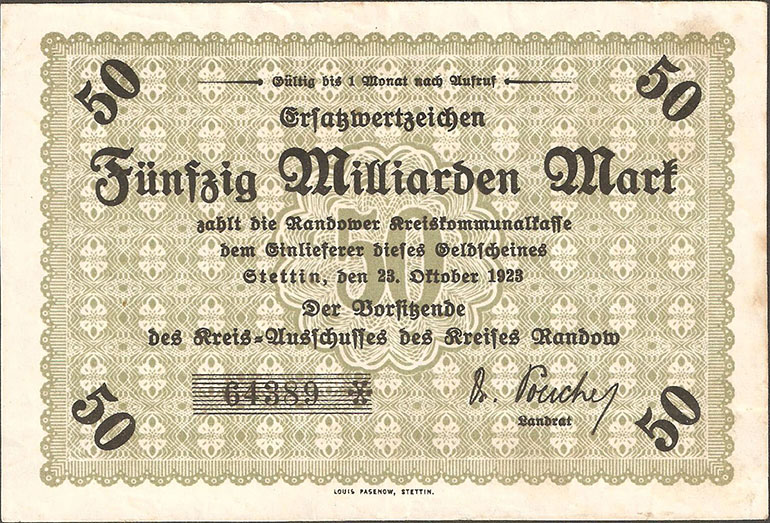 50 50
Gültig bis 1 Monat nach Aufruf
Ersatzwertzeichen
Fünfzig Milliarden Mark
zahlt die Randower Kreiskommunalkasse
dem Einlieferer dieses Geldscheines
Stettin, den 23. Oktober 1923
50
Der Vorsitzende
des Kreis-Ausschusses des Kreises Randow
64389 *
Dr.
Landrat
50 50
LOUIS PASENOW, STETTIN.